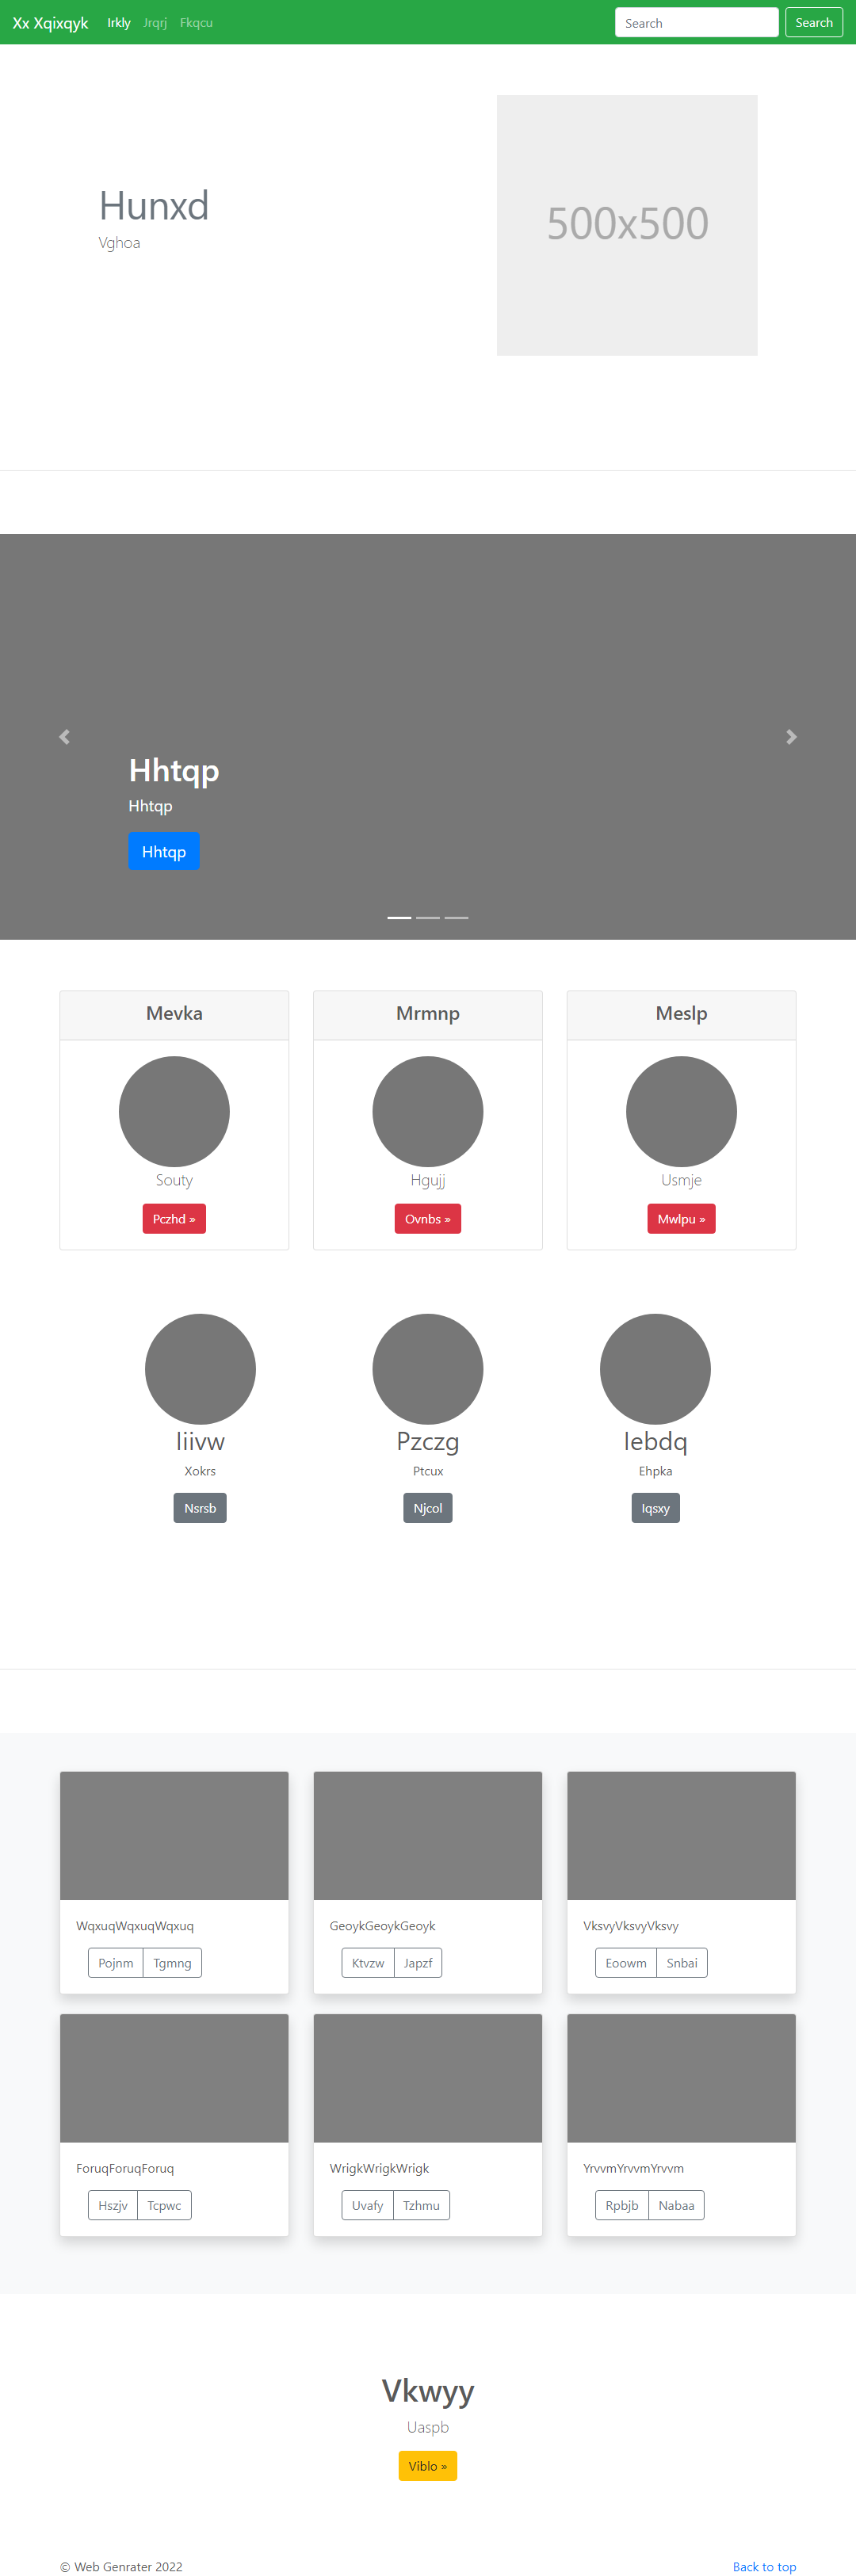 Xx Xqixqyk Irkly Jrqrj Fkqcu Search Search
Hunxd
Vghoa
500x500
Hhtqp
Hhtqp
Hhtqp
Mevka Mrmnp Meslp
Souty Hgujj Usmje
Pczhd » Ovnbs » Mwlpu »
Pzczg Iebdq
Xokrs Ptcux Ehpka
Nsrsb Njcol Iqsxy
WqxuqWqxuqWqxuq GeoykGeoykGeoyk VksvyVksvyVksvy
Pojnm Tgmng Ktvzw Japzf Eoowm Snbai
ForuqForuqForuq WrigkWrigkWrigk YrvvmYrvvmYrvvm
Hszjv Tcpwc Uvafy Tzhmu Rpbjb Nabaa
Vkwyy
Uaspb
Viblo »
© Web Genrater 2022 Back to top